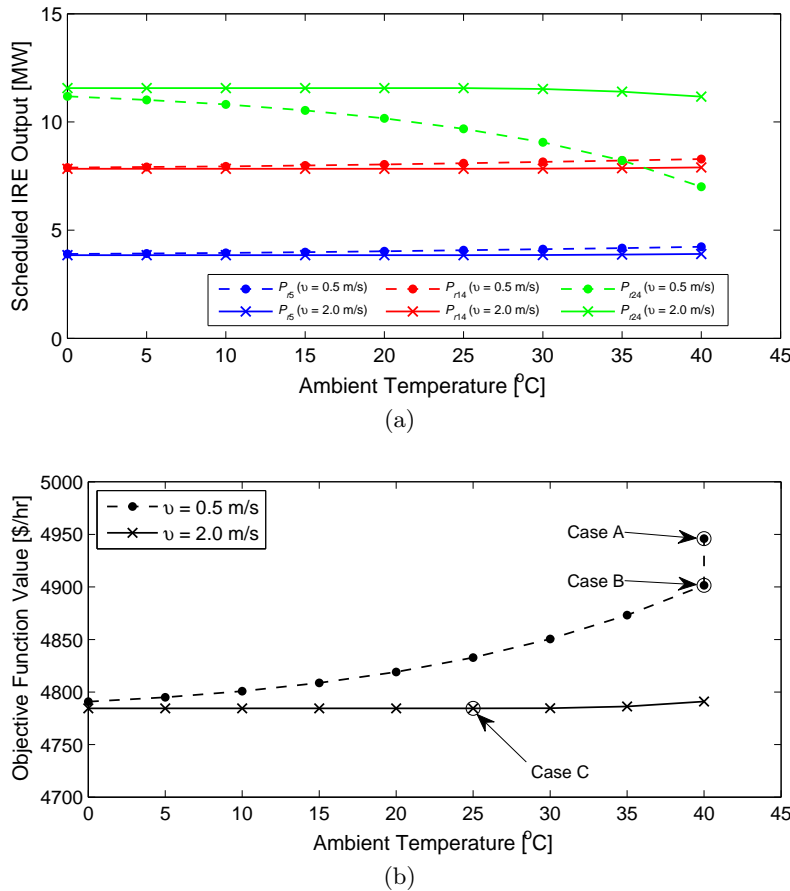 15
10
5
0
Scheduled IRE Output [MW]
P_r5 (υ = 0.5 m/s) P_r14 (υ = 0.5 m/s) P_r24 (υ = 0.5 m/s)
P_r5 (υ = 2.0 m/s) P_r14 (υ = 2.0 m/s) P_r24 (υ = 2.0 m/s)
0 5 10 15 20 25 30 35 40 45
Ambient Temperature [°C]
(a)
5000
4950
4900
4850
4800
4750
4700
Objective Function Value [$/hr]
υ = 0.5 m/s
υ = 2.0 m/s
Case A
Case B
Case C
0 5 10 15 20 25 30 35 40 45
Ambient Temperature [°C]
(b)